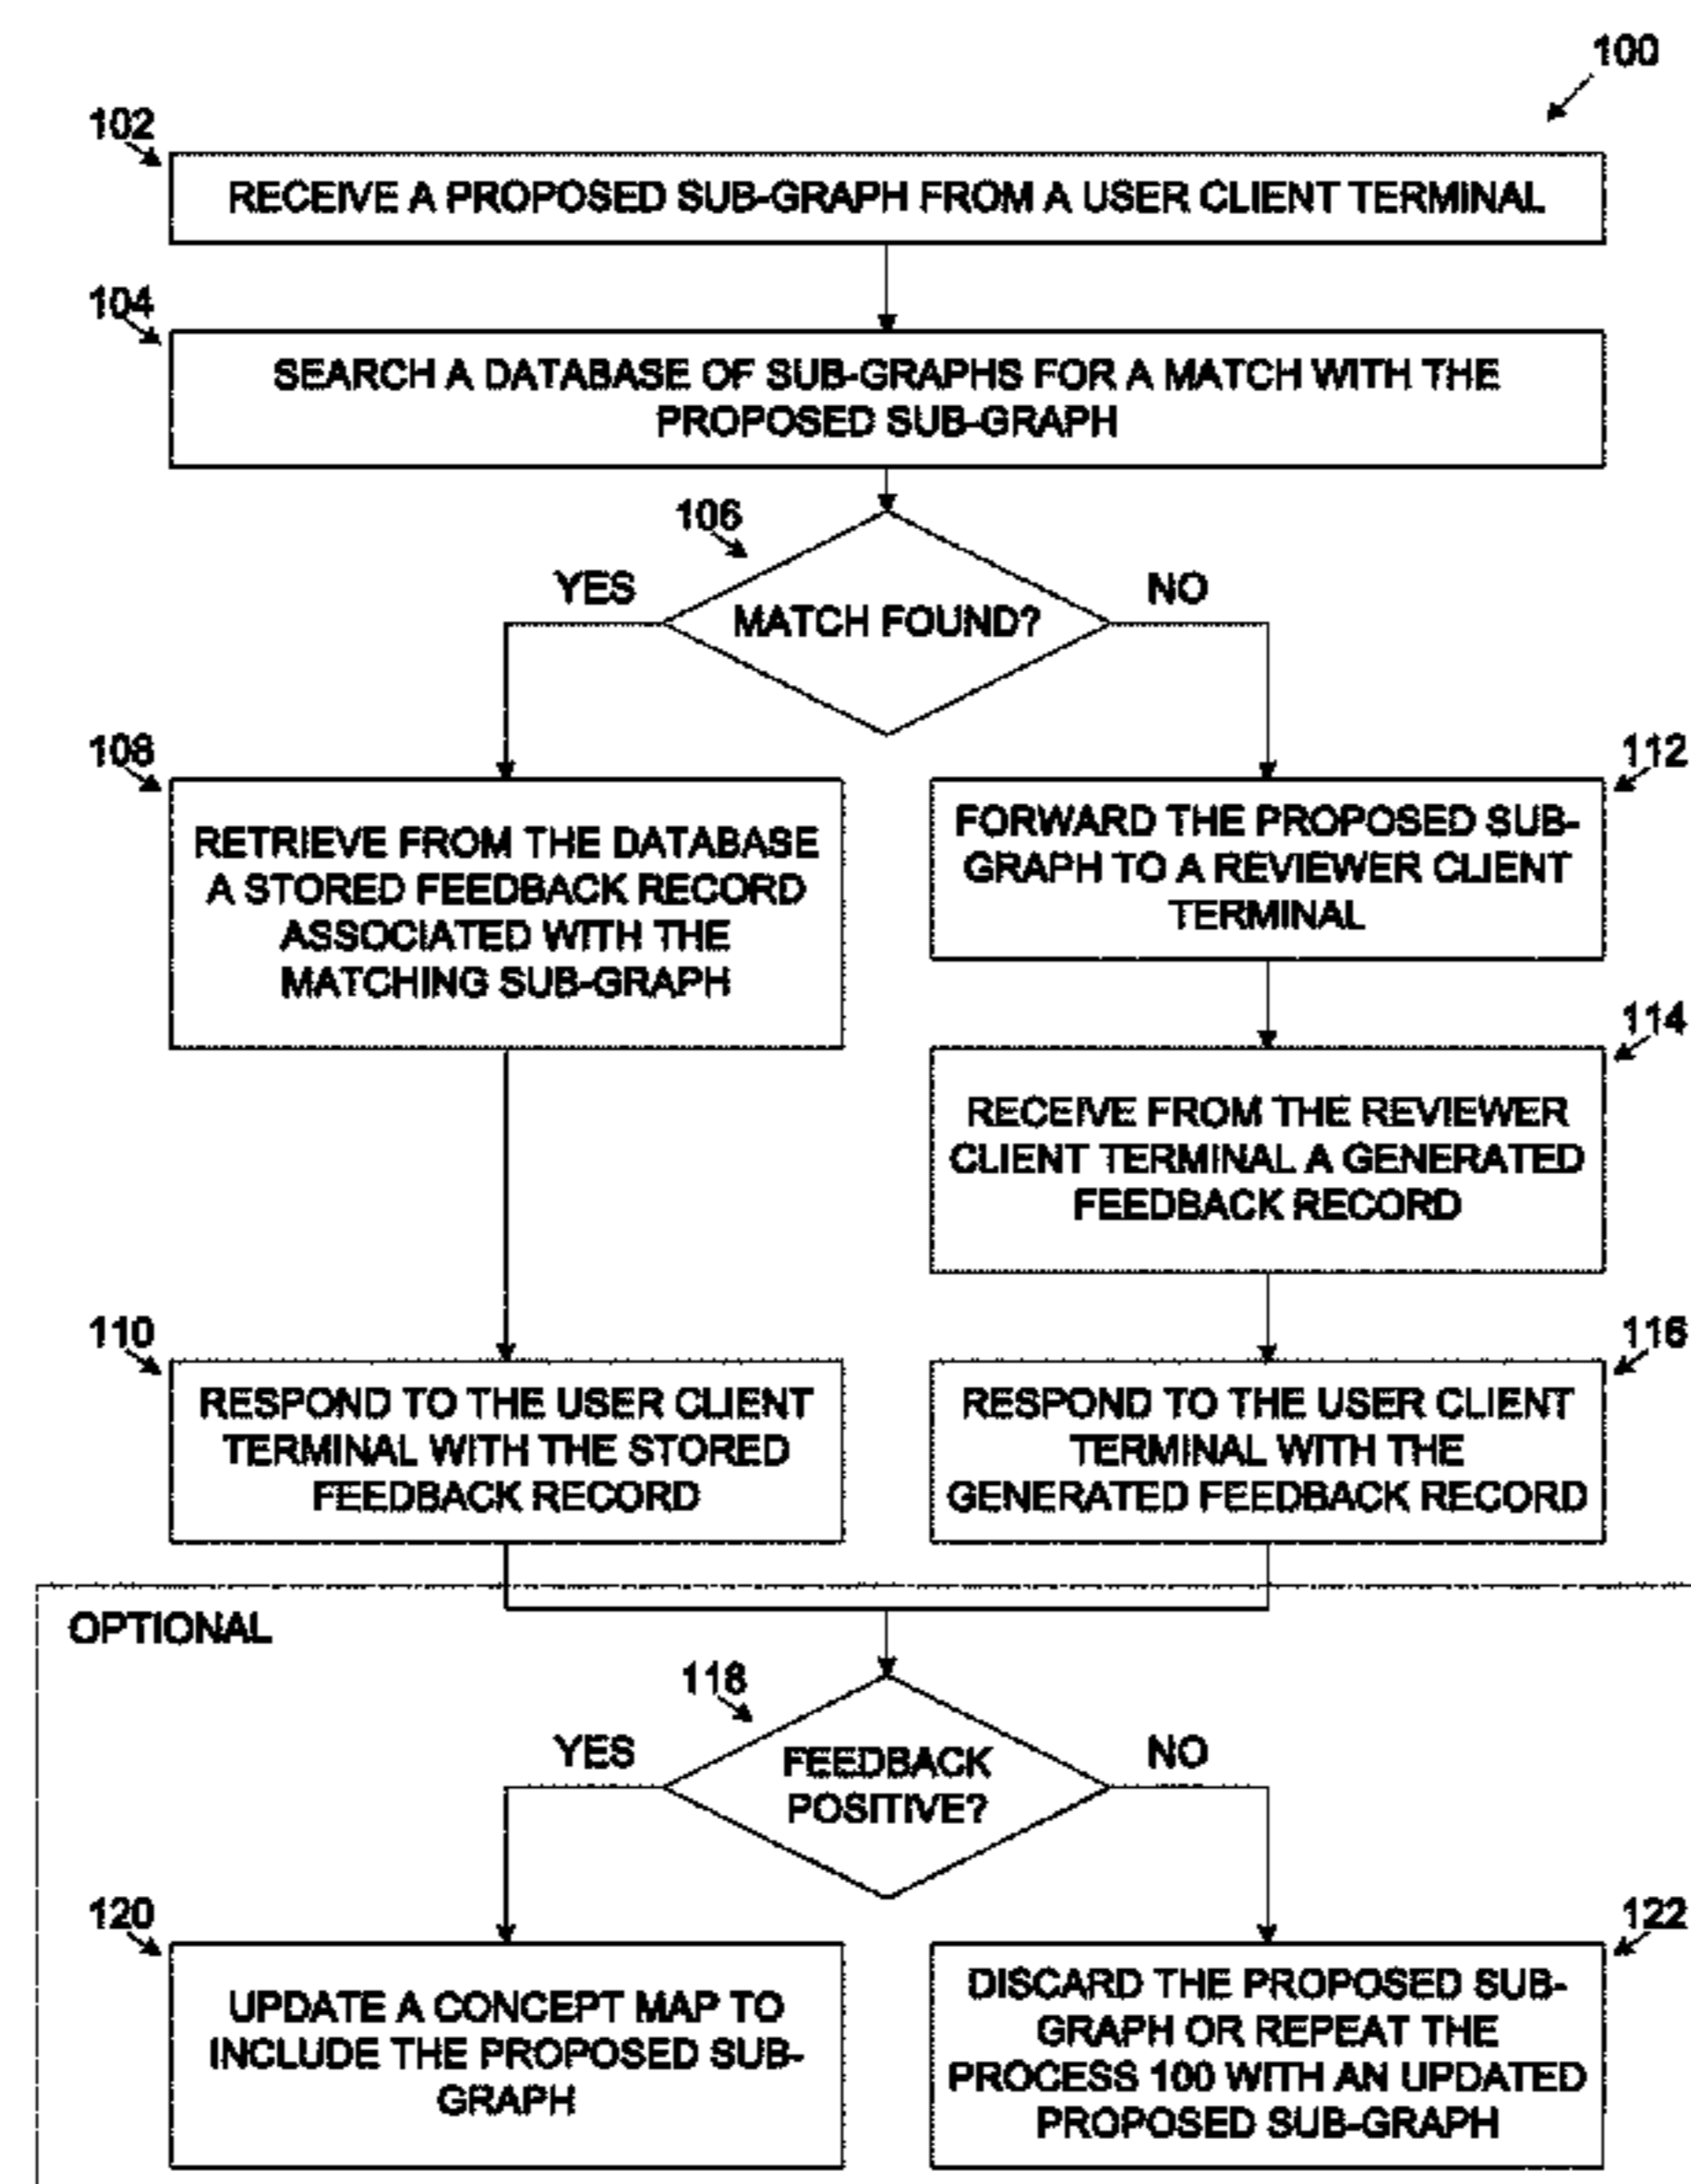 100
102
RECEIVE A PROPOSED SUB-GRAPH FROM A USER CLIENT TERMINAL
104
SEARCH A DATABASE OF SUB-GRAPHS FOR A MATCH WITH THE
PROPOSED SUB-GRAPH
106
YES
MATCH FOUND?
NO
108
RETRIEVE FROM THE DATABASE
A STORED FEEDBACK RECORD
ASSOCIATED WITH THE
MATCHING SUB-GRAPH
112
FORWARD THE PROPOSED SUB-
GRAPH TO A REVIEWER CLIENT
TERMINAL
114
RECEIVE FROM THE REVIEWER
CLIENT TERMINAL A GENERATED
FEEDBACK RECORD
110
RESPOND TO THE USER CLIENT
TERMINAL WITH THE STORED
FEEDBACK RECORD
116
RESPOND TO THE USER CLIENT
TERMINAL WITH THE
GENERATED FEEDBACK RECORD
OPTIONAL
118
YES
FEEDBACK
POSITIVE?
NO
120
UPDATE A CONCEPT MAP TO
INCLUDE THE PROPOSED SUB-
GRAPH
122
DISCARD THE PROPOSED SUB-
GRAPH OR REPEAT THE
PROCESS 100 WITH AN UPDATED
PROPOSED SUB-GRAPH